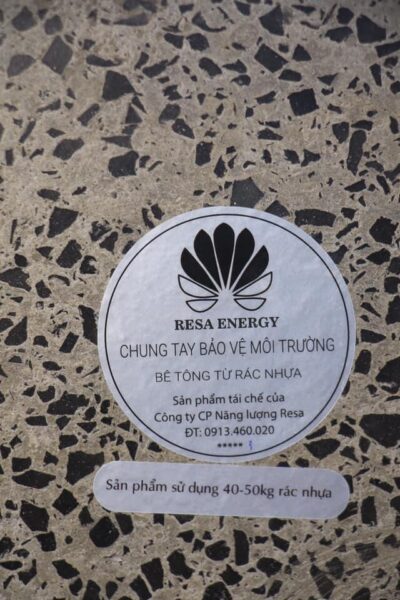 RESA ENERGY
CHUNG TAY BẢO VỆ MÔI TRƯỜNG
BÊ TÔNG TỪ RÁC NHỰA
Sản phẩm tái chế của
Công ty CP Năng lượng Resa
ĐT: 0913.460.020
*****
Sản phẩm sử dụng 40-50kg rác nhựa